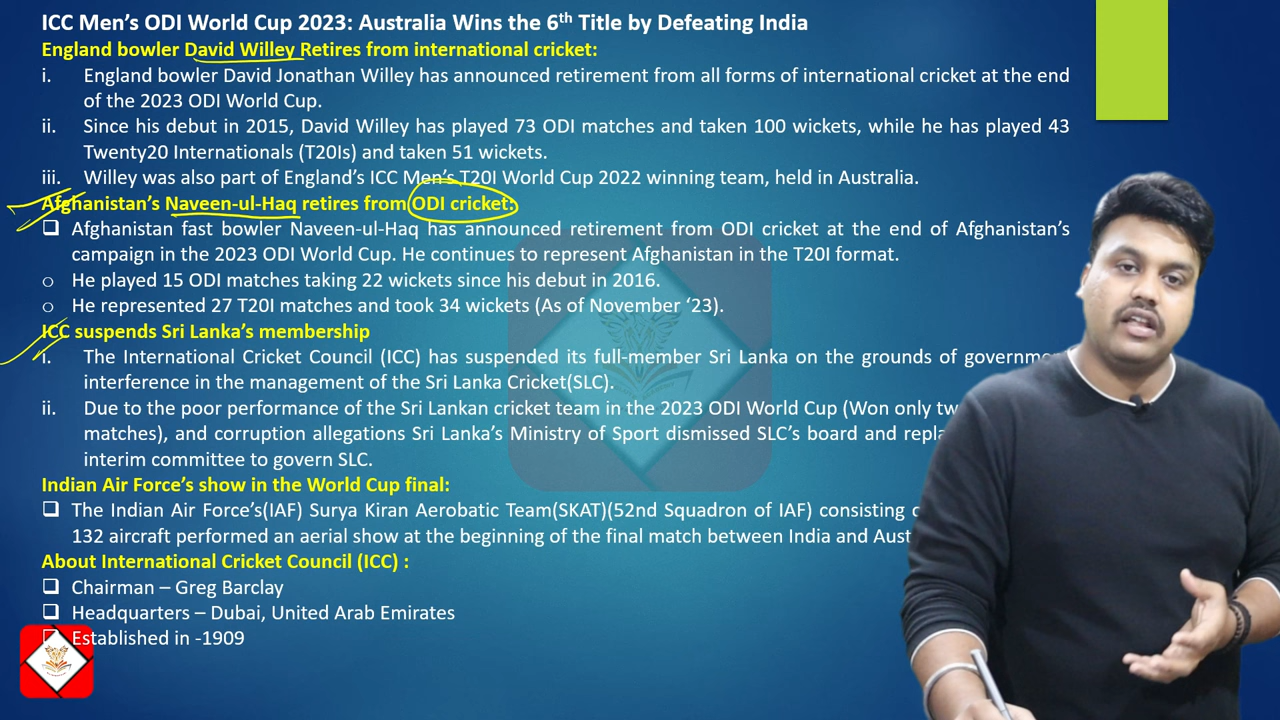 ICC Men's ODI World Cup 2023: Australia Wins the 6th Title by Defeating India
England bowler David Willey Retires from international cricket:
i. England bowler David Jonathan Willey has announced retirement from all forms of international cricket at the end
of the 2023 ODI World Cup.
ii. Since his debut in 2015, David Willey has played 73 ODI matches and taken 100 wickets, while he has played 43
Twenty20 Internationals (T20Is) and taken 51 wickets.
iii. Willey was also part of England's ICC Men's T20I World Cup 2022 winning team, held in Australia.
Afghanistan's Naveen-ul-Haq retires from ODI cricket:
❑ Afghanistan fast bowler Naveen-ul-Haq has announced retirement from ODI cricket at the end of Afghanistan's
campaign in the 2023 ODI World Cup. He continues to represent Afghanistan in the T20I format.
o He played 15 ODI matches taking 22 wickets since his debut in 2016.
o He represented 27 T20I matches and took 34 wickets (As of November '23).
ICC suspends Sri Lanka's membership
i. The International Cricket Council (ICC) has suspended its full-member Sri Lanka on the grounds of
interference in the management of the Sri Lanka Cricket(SLC).
ii. Due to the poor performance of the Sri Lankan cricket team in the 2023 ODI World Cup (Won only
matches), and corruption allegations Sri Lanka's Ministry of Sport dismissed SLC's board and
interim committee to govern SLC.
Indian Air Force's show in the World Cup final:
❑ The Indian Air Force's(IAF) Surya Kiran Aerobatic Team(SKAT)(52nd Squadron of IAF) consisting
132 aircraft performed an aerial show at the beginning of the final match between India and
About International Cricket Council (ICC) :
❑ Chairman – Greg Barclay
❑ Headquarters – Dubai, United Arab Emirates
❑ Established in -1909